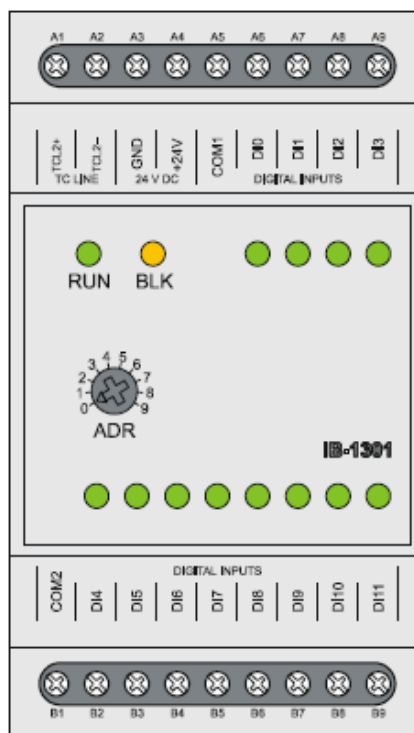 A1 A2 A3 A4 A5 A6 A7 A8 A9
TCL2+ TCL2− GND +24V COM1 DI0 DI1 DI2 DI3
TC LINE 24 V DC DIGITAL INPUTS
RUN BLK
0 1 2 3 4 5 6 7 8 9
ADR
IB-1301
DIGITAL INPUTS
COM2 DI4 DI5 DI6 DI7 DI8 DI9 DI10 DI11
B1 B2 B3 B4 B5 B6 B7 B8 B9